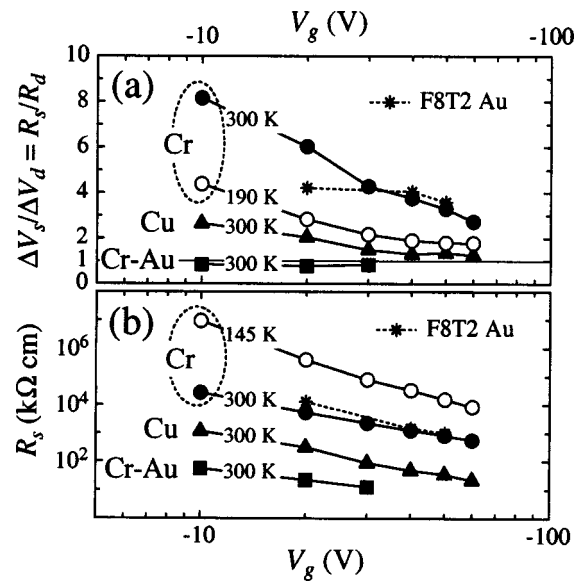 V_g (V)
-10 -100
(a)
ΔV_s/ΔV_d = R_s/R_d
10
8
6
4
2
1
0
300 K
F8T2 Au
Cr
190 K
Cu
300 K
Cr-Au
300 K
(b)
R_s (kΩ cm)
10^6
10^4
10^2
145 K
F8T2 Au
Cr
300 K
Cu
300 K
Cr-Au
300 K
-10 -100
V_g (V)